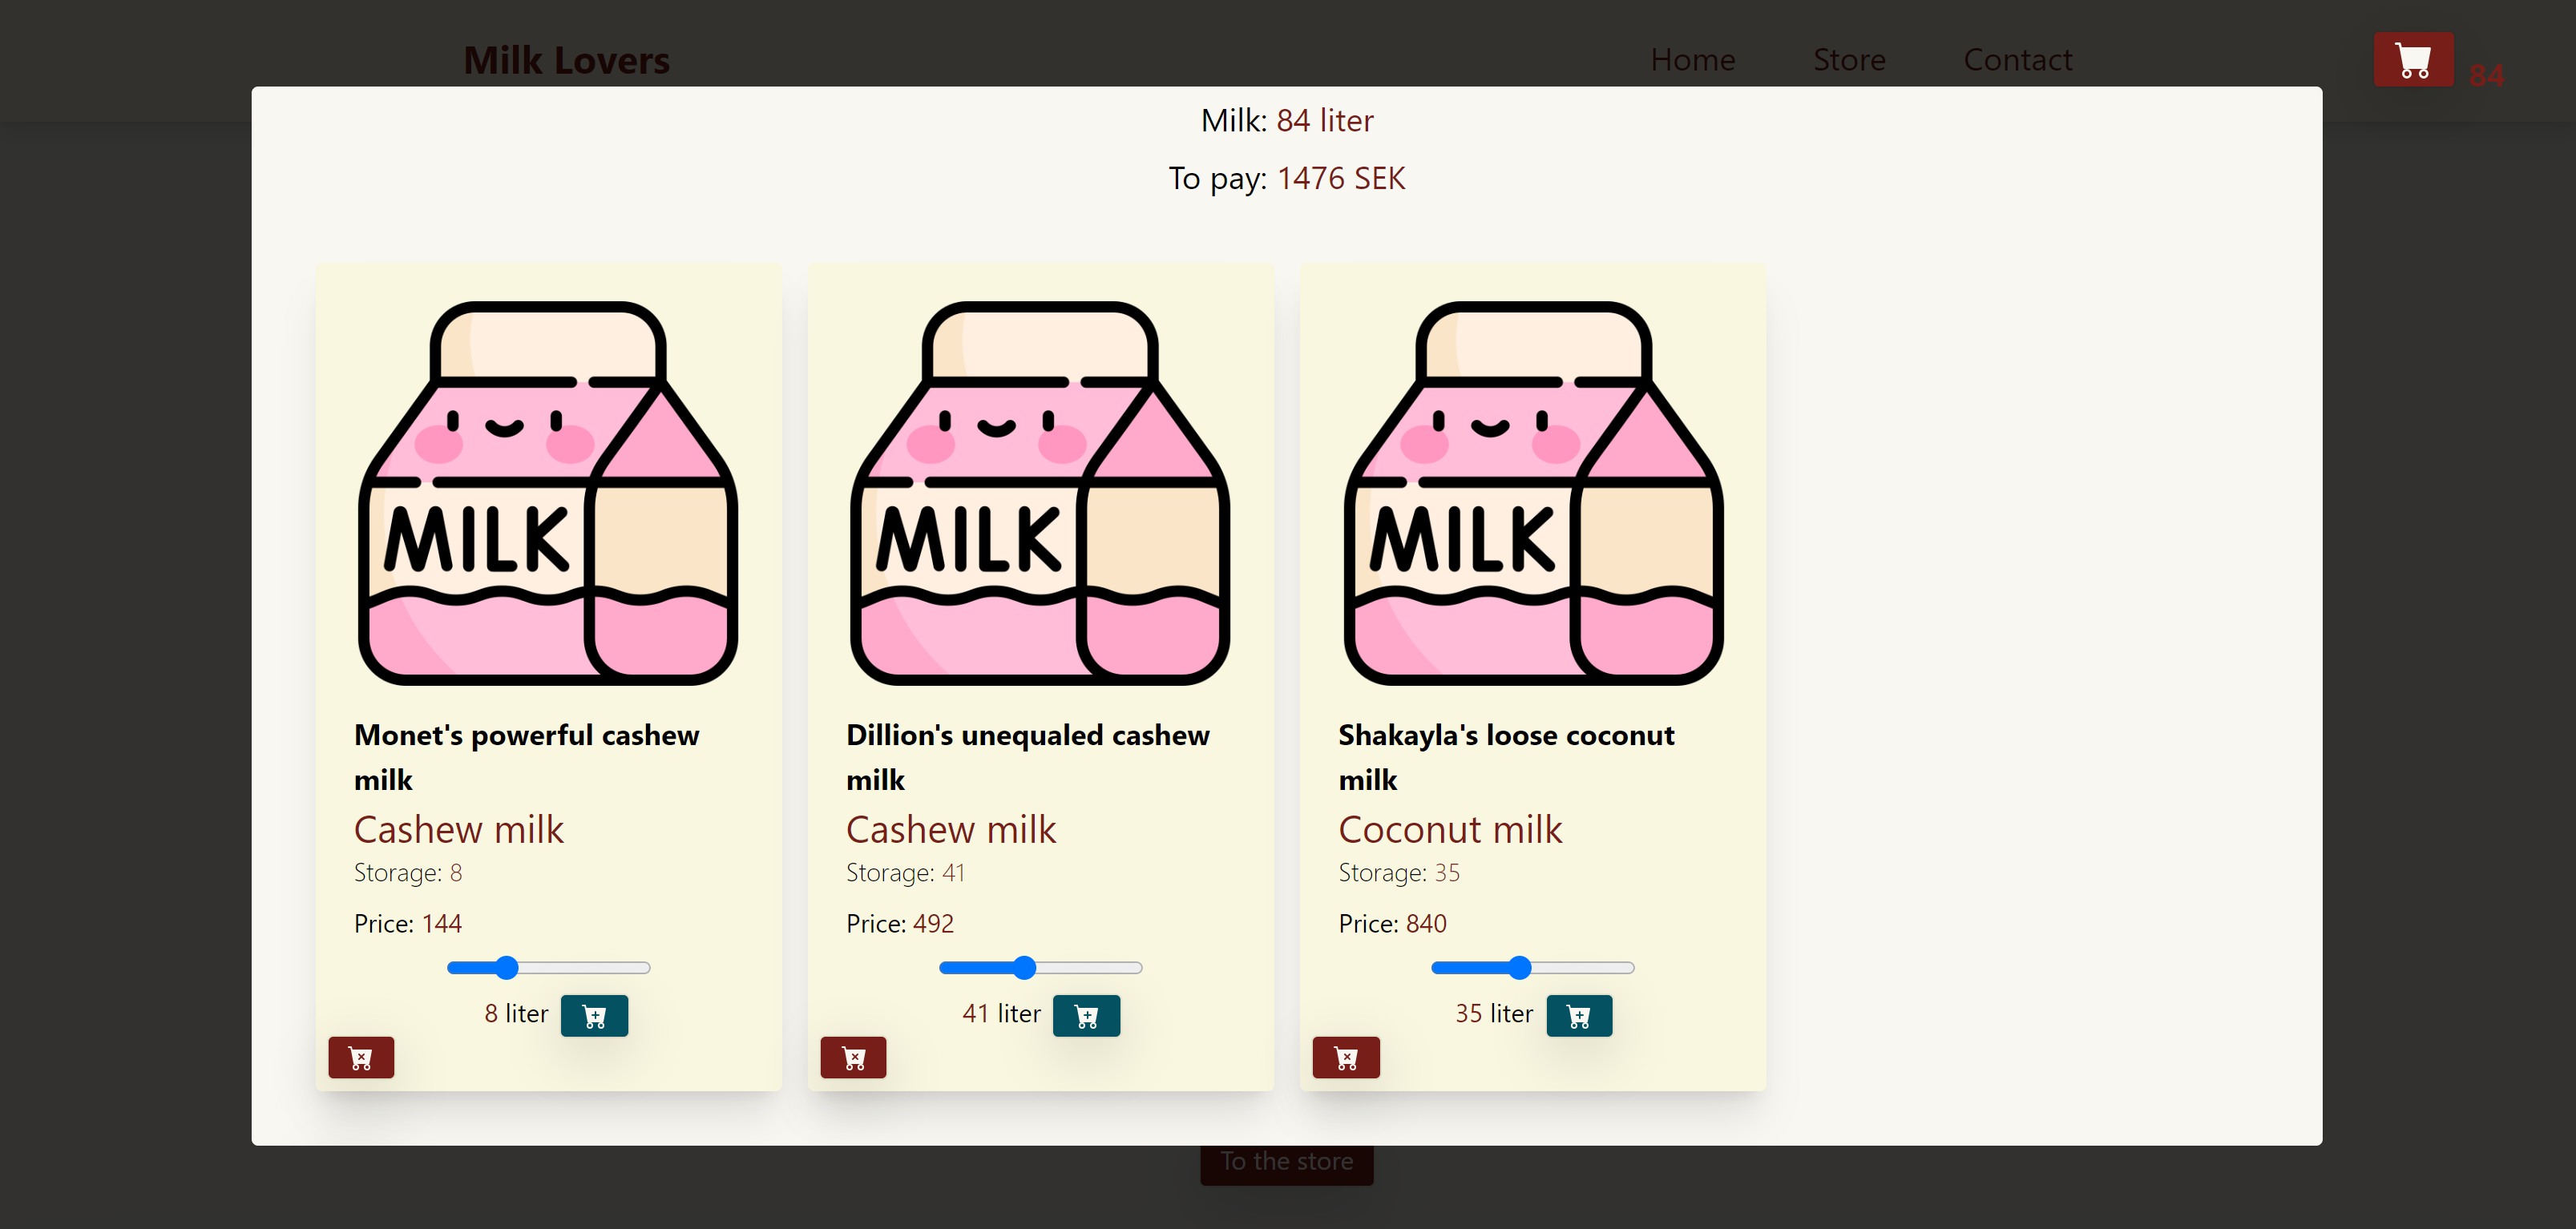 Milk Lovers
Home Store Contact
84
Milk: 84 liter
To pay: 1476 SEK
MILK
Monet's powerful cashew
milk
Cashew milk
Storage: 8
Price: 144
8 liter
MILK
Dillion's unequaled cashew
milk
Cashew milk
Storage: 41
Price: 492
41 liter
MILK
Shakayla's loose coconut
milk
Coconut milk
Storage: 35
Price: 840
35 liter
To the store